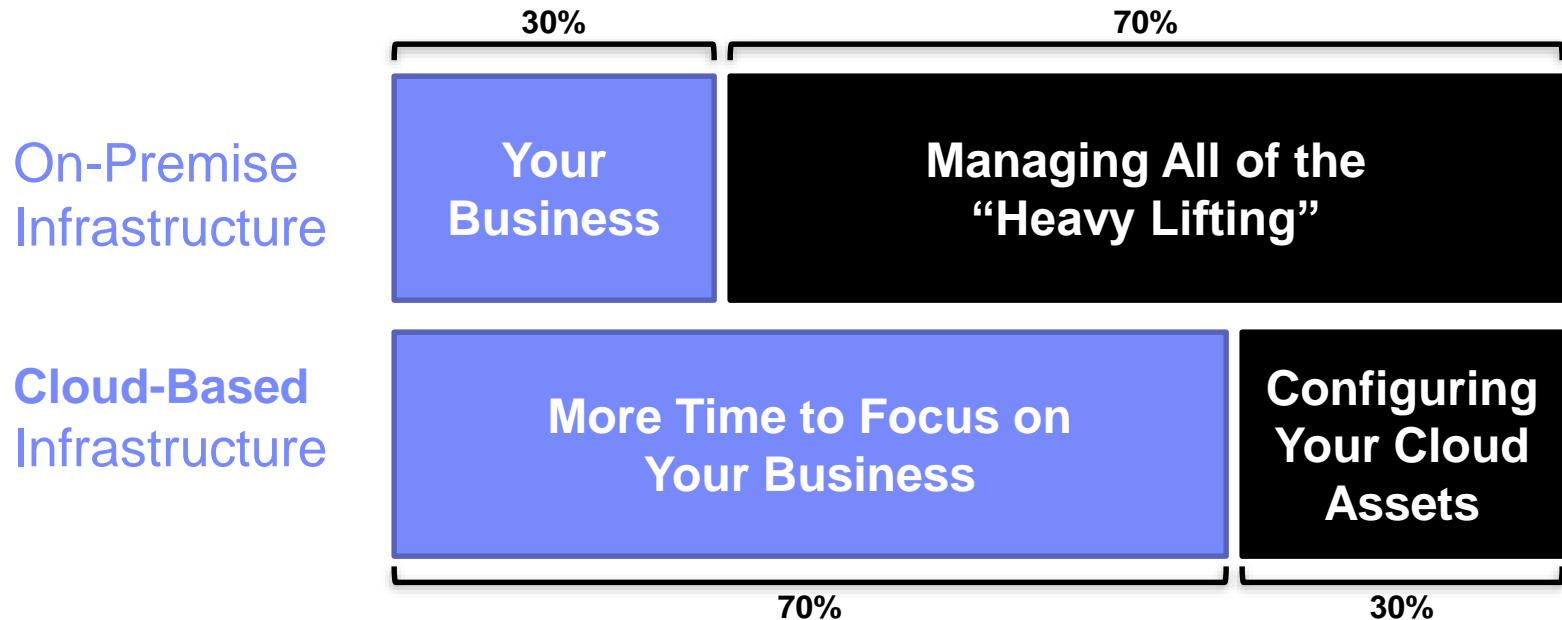 30%
70%
On-Premise
Infrastructure
Your
Business
Managing All of the
“Heavy Lifting”
Cloud-Based
Infrastructure
More Time to Focus on
Your Business
Configuring
Your Cloud
Assets
70%
30%